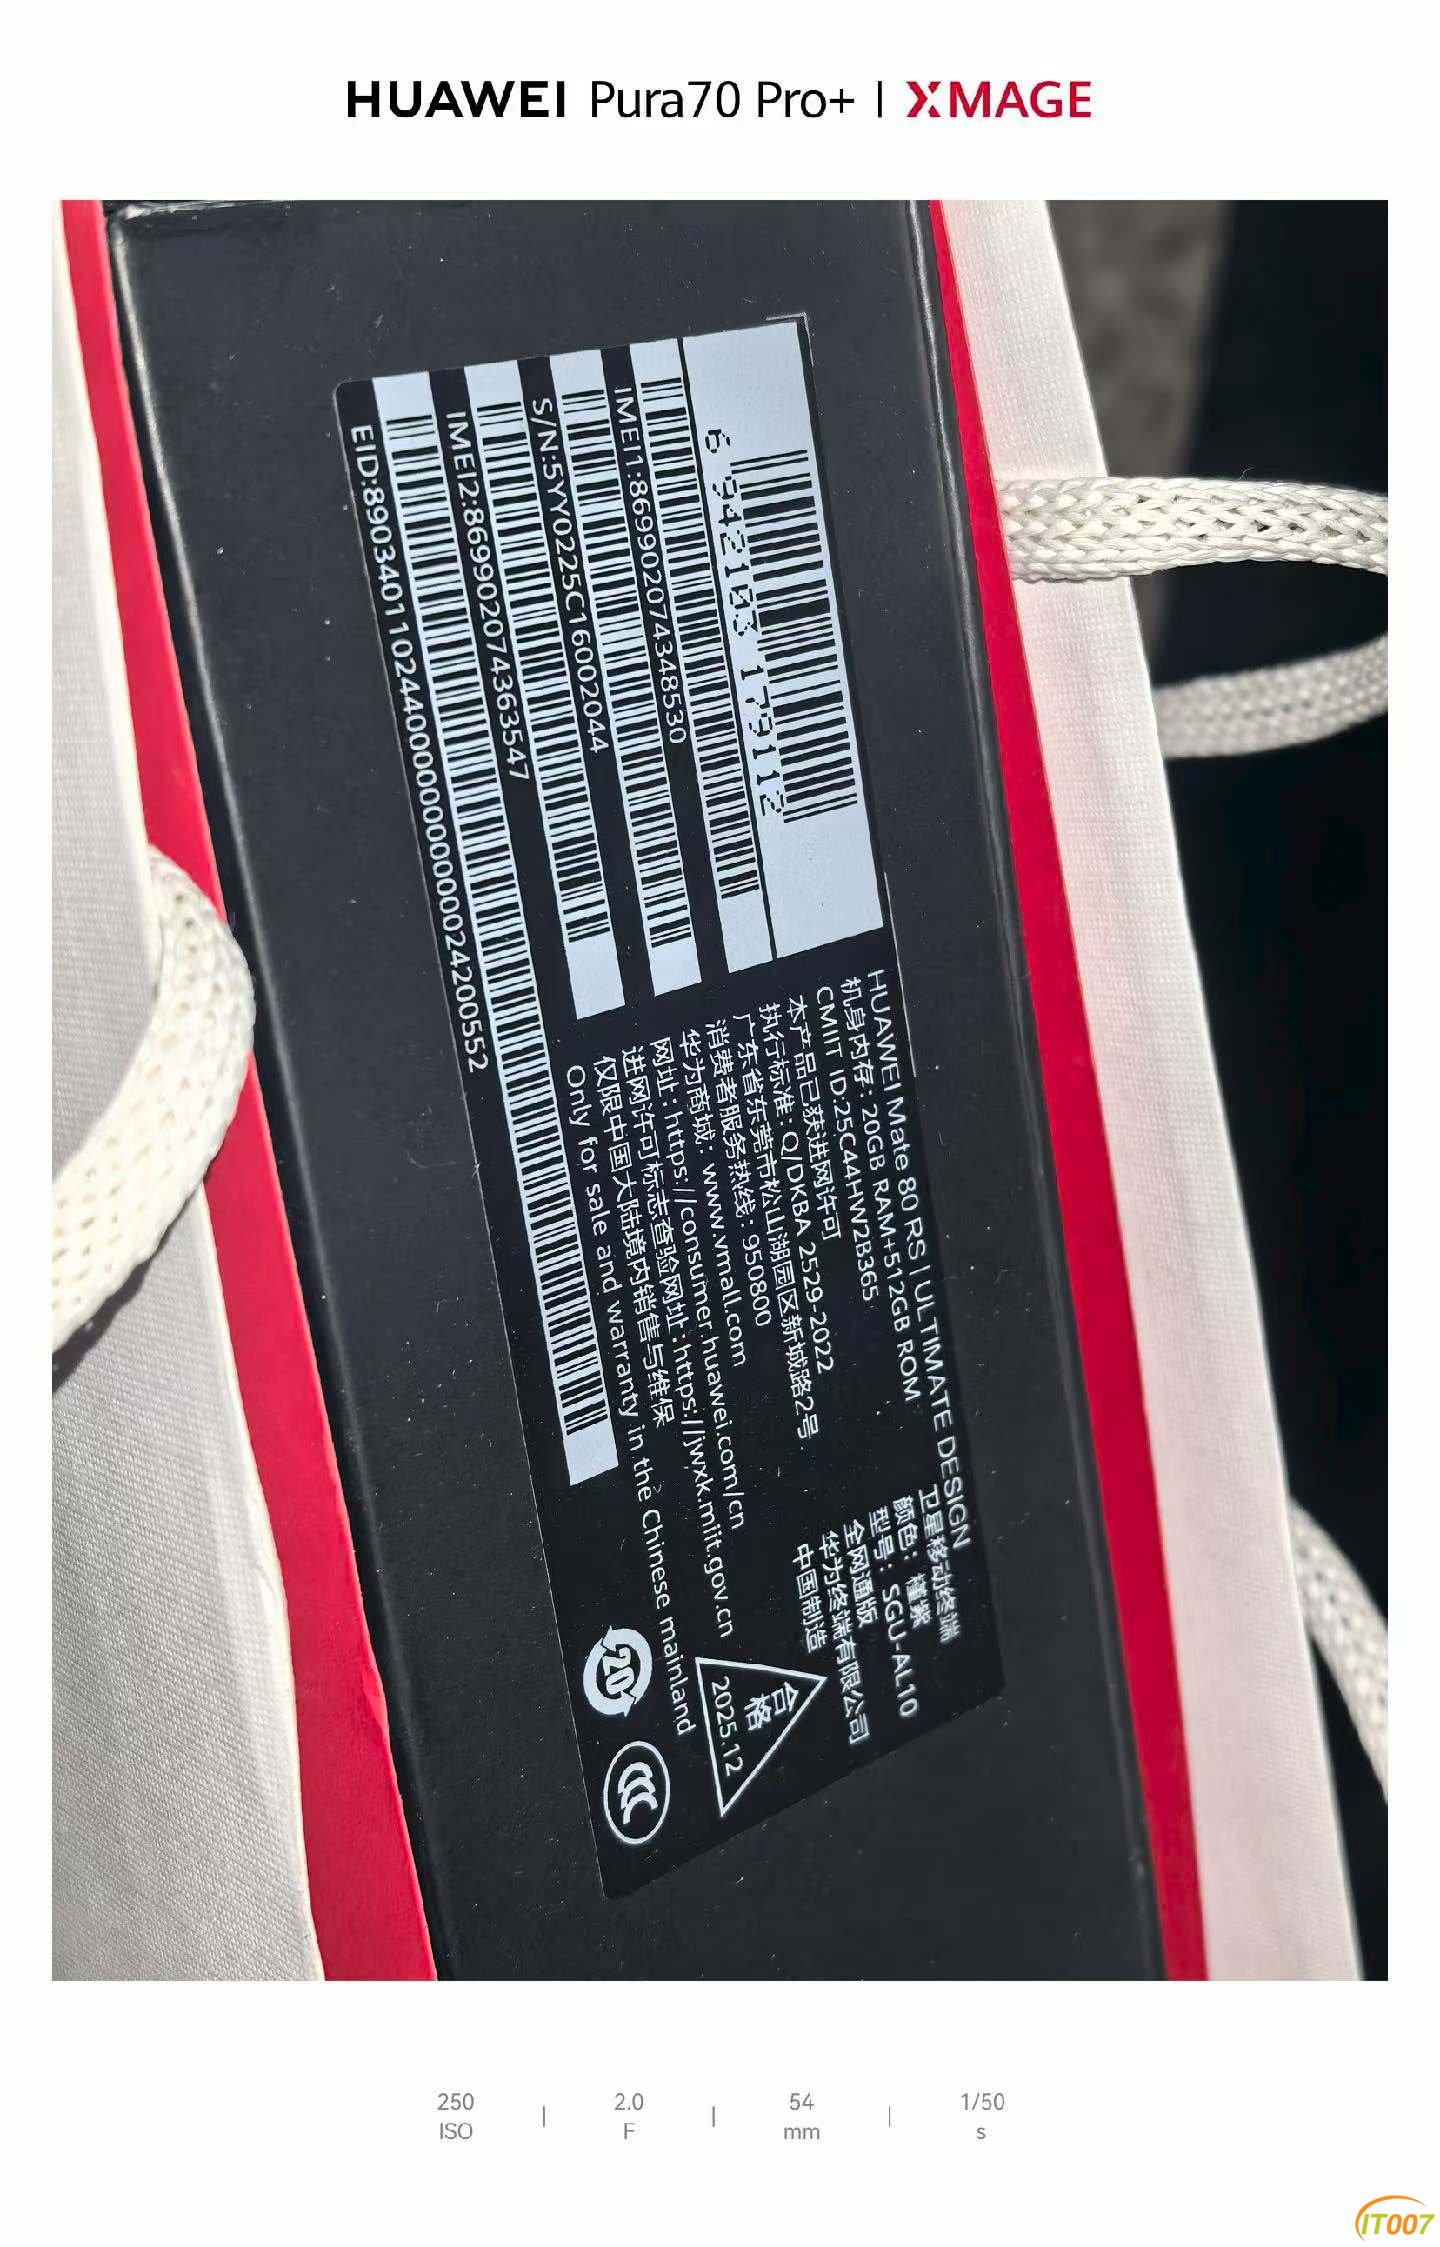 HUAWEI Pura70 Pro+ | XMAGE
6 942103 179112
IMEI1:869902074348530
S/N:5YY0225C16002044
IMEI2:869902074363547
EID:89034011024400000000000024200552
HUAWEI Mate 80 RS | ULTIMATE DESIGN
机身内存：20GB RAM+512GB ROM
CMIIT ID:25C44HW2B365
本产品已获进网许可
执行标准：Q/DKBA 2529-2022
广东省东莞市松山湖园区新城路2号
消费者服务热线：950800
华为商城：www.vmall.com
网址：https://consumer.huawei.com/cn
进网许可标志查验网址：https://jwxk.miit.gov.cn
仅限中国大陆境内销售与维保
Only for sale and warranty in the Chinese mainland
卫星移动终端
颜色：槿紫
型号：SGU-AL10
全网通版
华为终端有限公司
中国制造
合格
2025.12
20
CCC
250 | 2.0 | 54 | 1/50
ISO F mm s
IT007